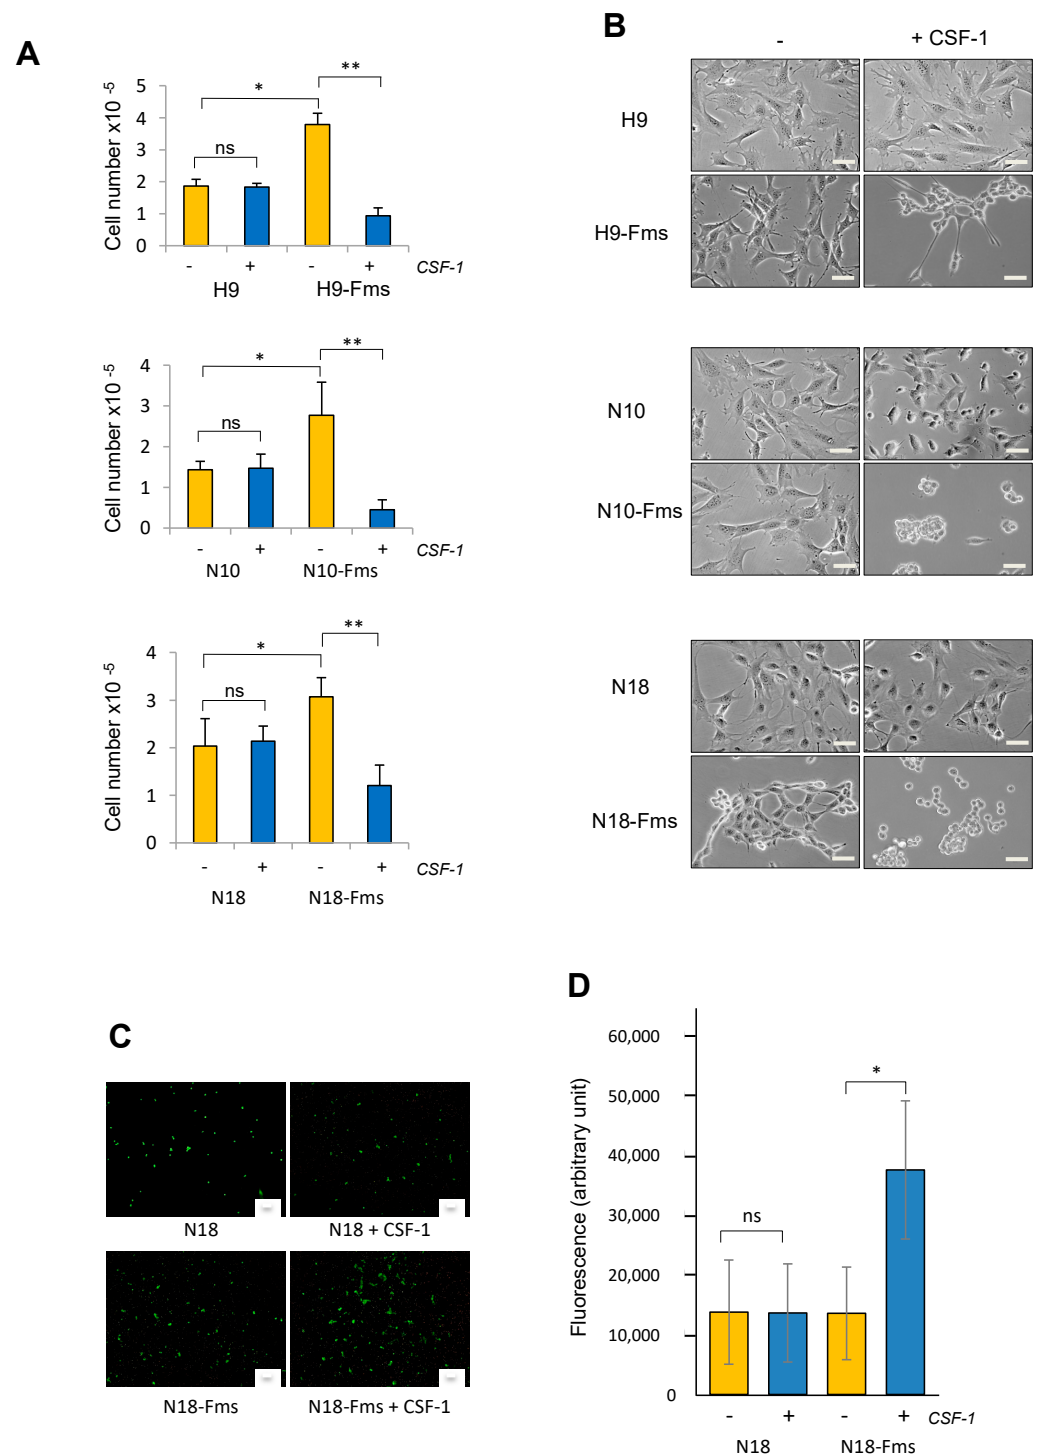 A
Cell number x10 -5
5
4
3
2
1
0
*
**
ns
- + - + CSF-1
H9 H9-Fms
Cell number x10 -5
4
3
2
1
0
*
**
ns
- + - + CSF-1
N10 N10-Fms
Cell number x10 -5
4
3
2
1
0
*
**
ns
- + - + CSF-1
N18 N18-Fms
B
- + CSF-1
H9
H9-Fms
N10
N10-Fms
N18
N18-Fms
C
N18 N18 + CSF-1
N18-Fms N18-Fms + CSF-1
D
Fluorescence (arbitrary unit)
60,000
50,000
40,000
30,000
20,000
10,000
0
ns
*
- + - + CSF-1
N18 N18-Fms